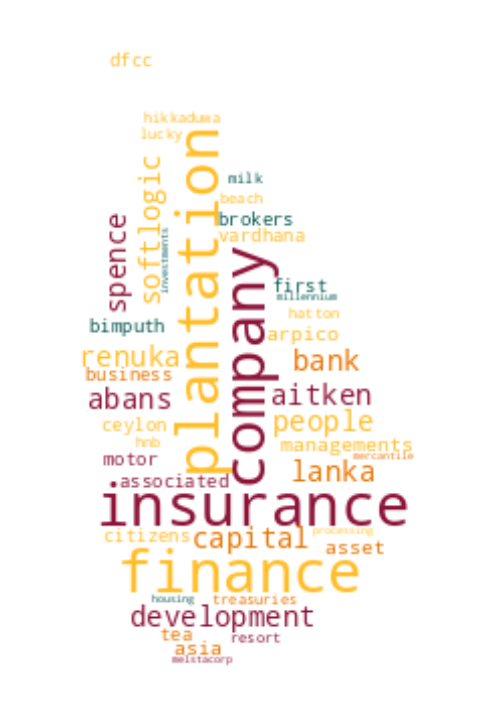 dfcc
hikkaduwa
lucky
plantation
softlogic
milk
beach
spence
brokers
investments
vardhana
company
first
millennium
hatton
bimputh
arpico
renuka
bank
business
abans
aitken
ceylon
people
hnb
managements
motor
mercantile
associated
lanka
insurance
citizens
capital
processing
asset
finance
housing
treasuries
development
tea
resort
asia
melstacorp